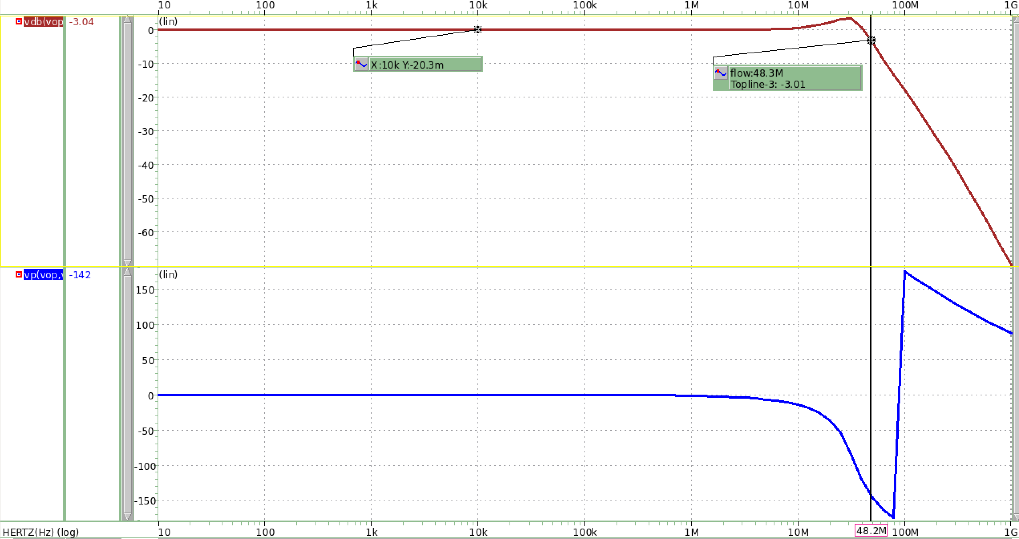 10 100 1k 10k 100k 1M 10M 100M 1G
vdb(vop -3.04 (lin)
0
-10
-20
-30
-40
-50
-60
X:10k Y:-20.3m
flow:48.3M
Topline-3: -3.01
vp(vop,v -142 (lin)
150
100
50
0
-50
-100
-150
HERTZ(Hz) (log) 10 100 1k 10k 100k 1M 10M 48.2M 100M 1G